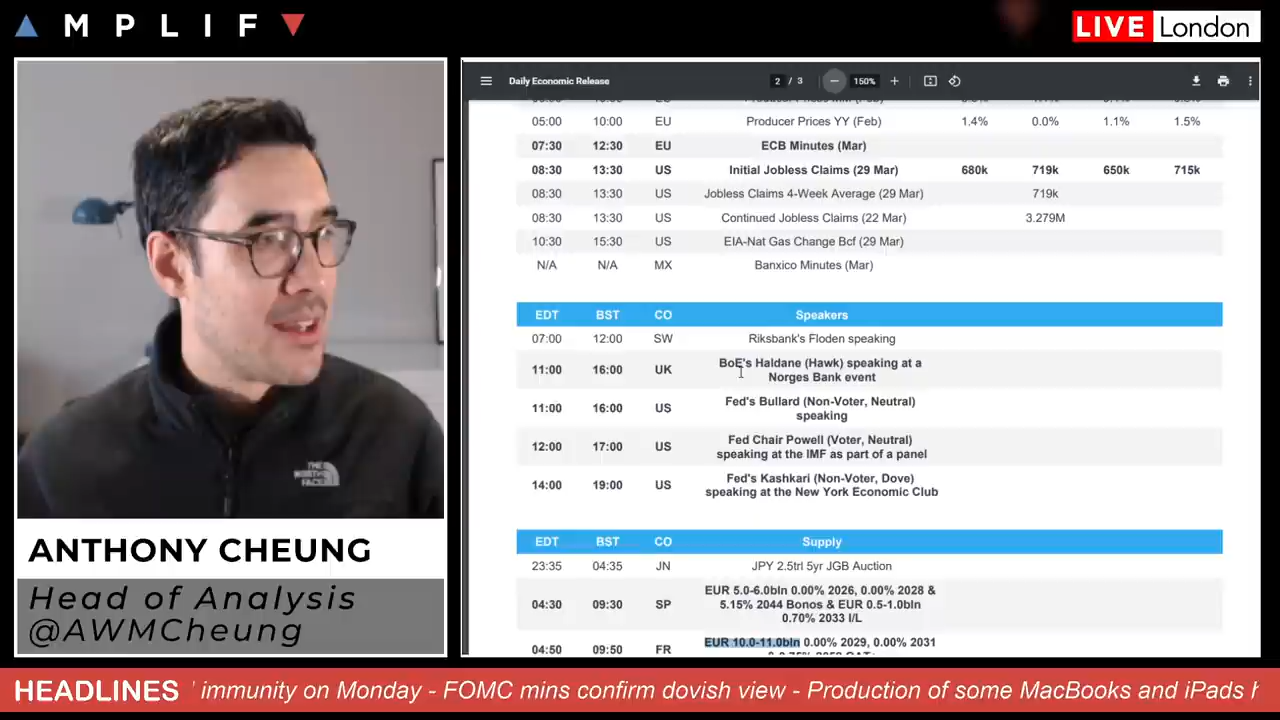 AMPLIFY
LIVE London
Daily Economic Release
2 / 3
150%
05:00 10:00 EU Producer Prices YY (Feb) 1.4% 0.0% 1.1% 1.5%
07:30 12:30 EU ECB Minutes (Mar)
08:30 13:30 US Initial Jobless Claims (29 Mar) 680k 719k 650k 715k
08:30 13:30 US Jobless Claims 4-Week Average (29 Mar) 719k
08:30 13:30 US Continued Jobless Claims (22 Mar) 3.279M
10:30 15:30 US EIA-Nat Gas Change Bcf (29 Mar)
N/A N/A MX Banxico Minutes (Mar)
EDT BST CO Speakers
07:00 12:00 SW Riksbank's Floden speaking
11:00 16:00 UK BoE's Haldane (Hawk) speaking at a
Norges Bank event
11:00 16:00 US Fed's Bullard (Non-Voter, Neutral)
speaking
12:00 17:00 US Fed Chair Powell (Voter, Neutral)
speaking at the IMF as part of a panel
14:00 19:00 US Fed's Kashkari (Non-Voter, Dove)
speaking at the New York Economic Club
EDT BST CO Supply
23:35 04:35 JN JPY 2.5trl 5yr JGB Auction
04:30 09:30 SP EUR 5.0-6.0bln 0.00% 2026, 0.00% 2028 &
5.15% 2044 Bonos & EUR 0.5-1.0bln
0.70% 2033 I/L
04:50 09:50 FR EUR 10.0-11.0bln 0.00% 2029, 0.00% 2031
THE
NORTH
FACE
ANTHONY CHEUNG
Head of Analysis
@AWMCheung
HEADLINES ' immunity on Monday - FOMC mins confirm dovish view - Production of some MacBooks and iPads h